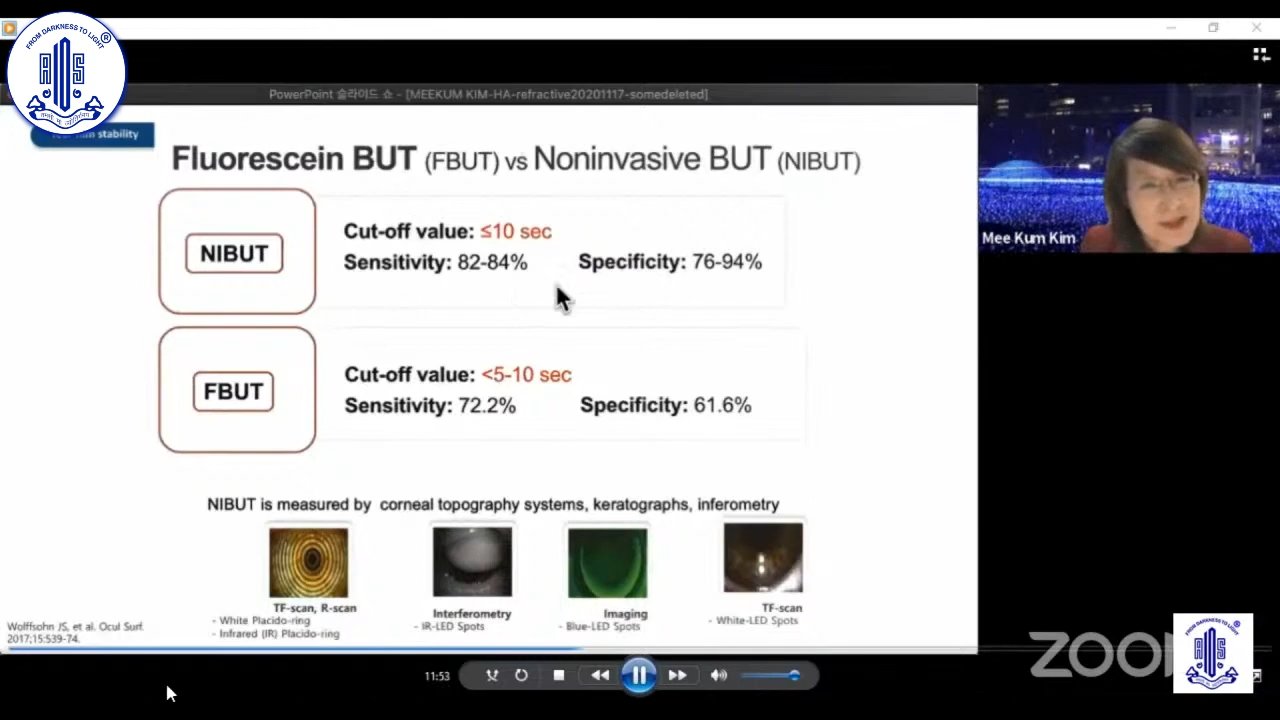 FROM DARKNESS TO LIGHT
AIOS
PowerPoint 슬라이드 쇼 - [MEEKUM KIM-HA-refractive20201117-somedeleted]
stability
Fluorescein BUT (FBUT) vs Noninvasive BUT (NIBUT)
NIBUT
Cut-off value: ≤10 sec
Sensitivity: 82-84% Specificity: 76-94%
Mee Kum Kim
FBUT
Cut-off value: <5-10 sec
Sensitivity: 72.2% Specificity: 61.6%
NIBUT is measured by corneal topography systems, keratographs, inferometry
TF-scan, R-scan
- White Placido-ring
- Infrared (IR) Placido-ring
Interferometry
- IR-LED Spots
Imaging
- Blue-LED Spots
TF-scan
- White-LED Spots
Wolffsohn JS, et al. Ocul Surf.
2017;15:539-74.
11:53